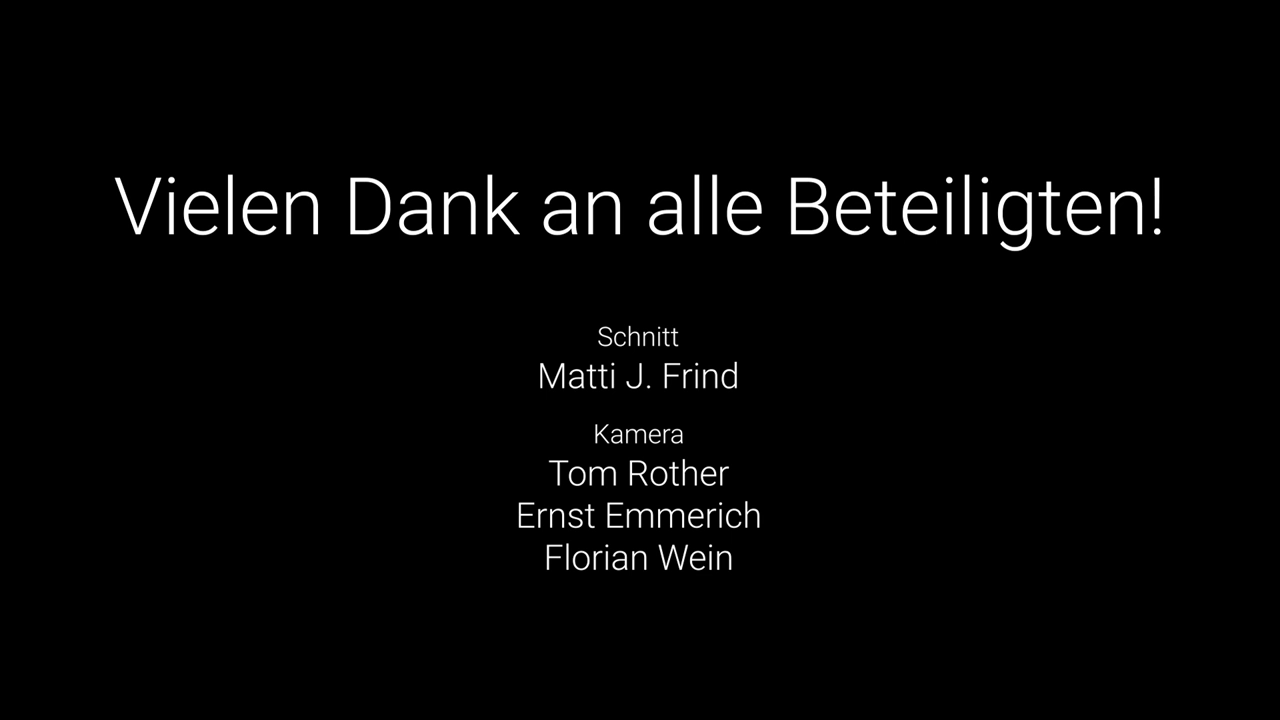 Vielen Dank an alle Beteiligten!
Schnitt
Matti J. Frind
Kamera
Tom Rother
Ernst Emmerich
Florian Wein